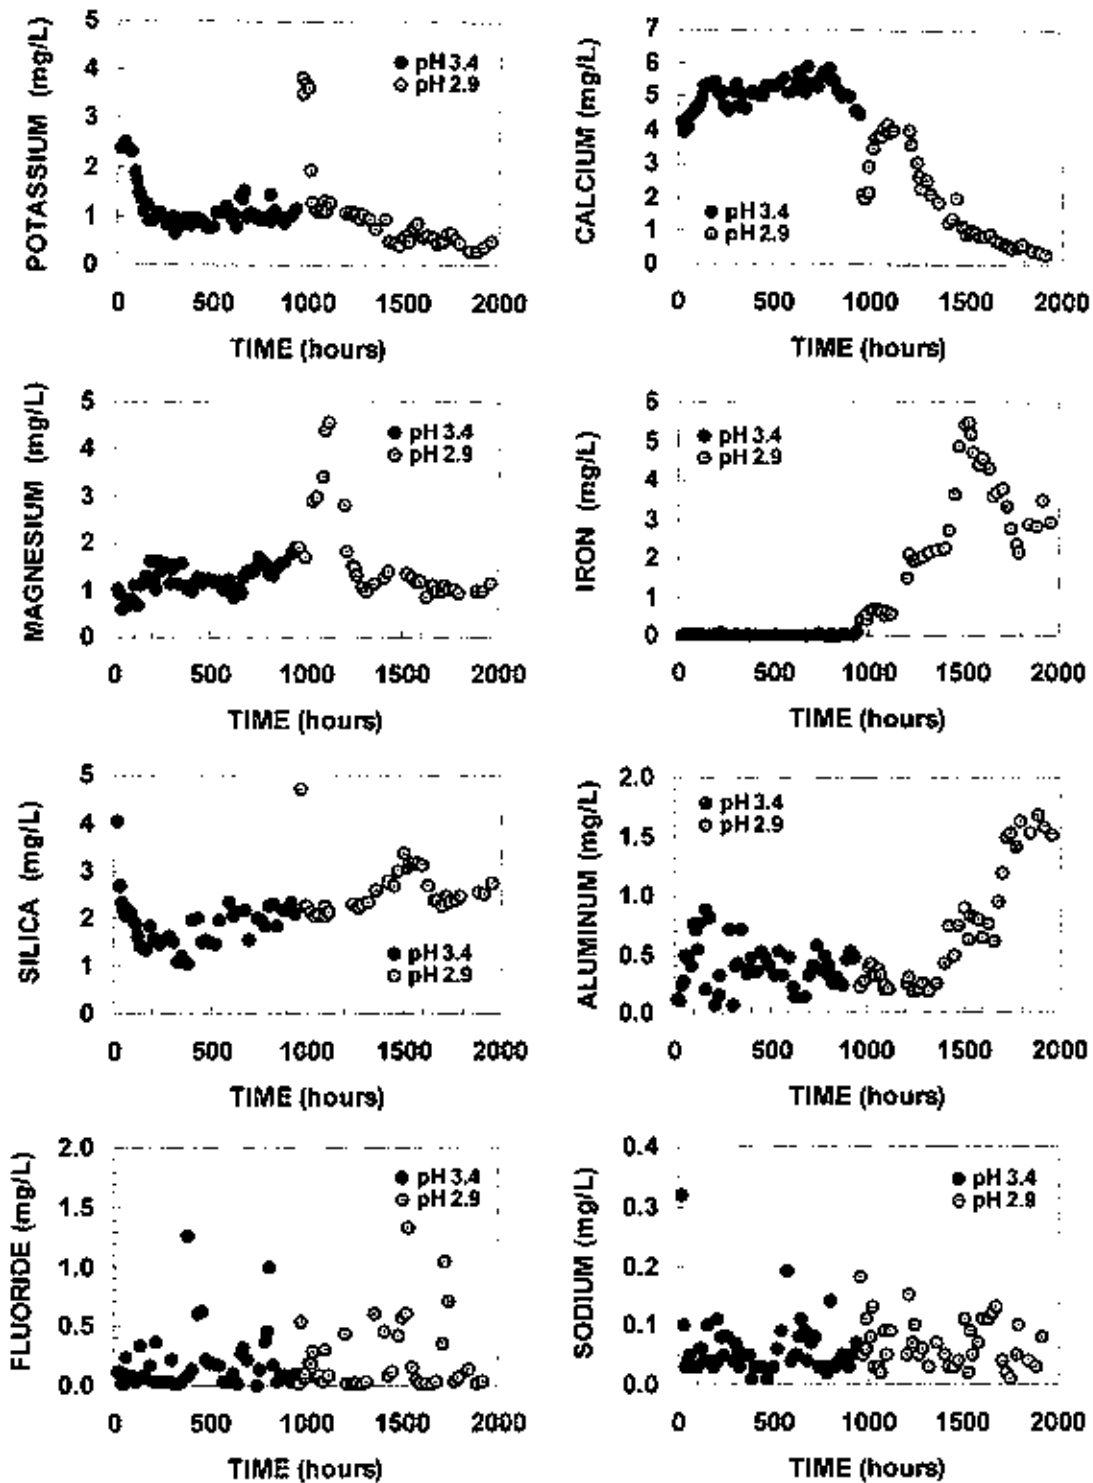 POTASSIUM (mg/L)
5
4
3
2
1
0
pH 3.4
pH 2.9
0 500 1000 1500 2000
TIME (hours)
CALCIUM (mg/L)
7
6
5
4
3
2
1
0
pH 3.4
pH 2.9
0 500 1000 1500 2000
TIME (hours)
MAGNESIUM (mg/L)
5
4
3
2
1
0
pH 3.4
pH 2.9
0 500 1000 1500 2000
TIME (hours)
IRON (mg/L)
6
5
4
3
2
1
0
pH 3.4
pH 2.9
0 500 1000 1500 2000
TIME (hours)
SILICA (mg/L)
5
4
3
2
1
0
pH 3.4
pH 2.9
0 500 1000 1500 2000
TIME (hours)
ALUMINUM (mg/L)
2.0
1.5
1.0
0.5
0.0
pH 3.4
pH 2.9
0 500 1000 1500 2000
TIME (hours)
FLUORIDE (mg/L)
2.0
1.5
1.0
0.5
0.0
pH 3.4
pH 2.9
0 500 1000 1500 2000
TIME (hours)
SODIUM (mg/L)
0.4
0.3
0.2
0.1
0.0
pH 3.4
pH 2.9
0 500 1000 1500 2000
TIME (hours)